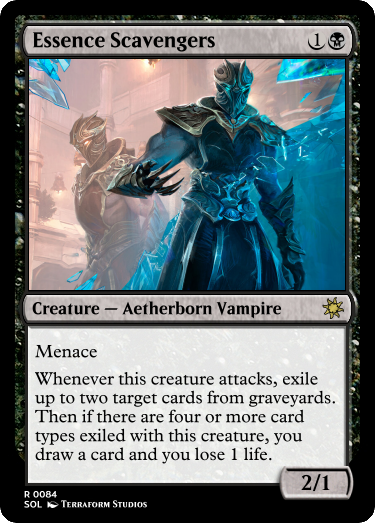 Essence Scavengers 1
Creature — Aetherborn Vampire
Menace
Whenever this creature attacks, exile
up to two target cards from graveyards.
Then if there are four or more card
types exiled with this creature, you
draw a card and you lose 1 life.
2/1
R 0084
SOL Terraform Studios